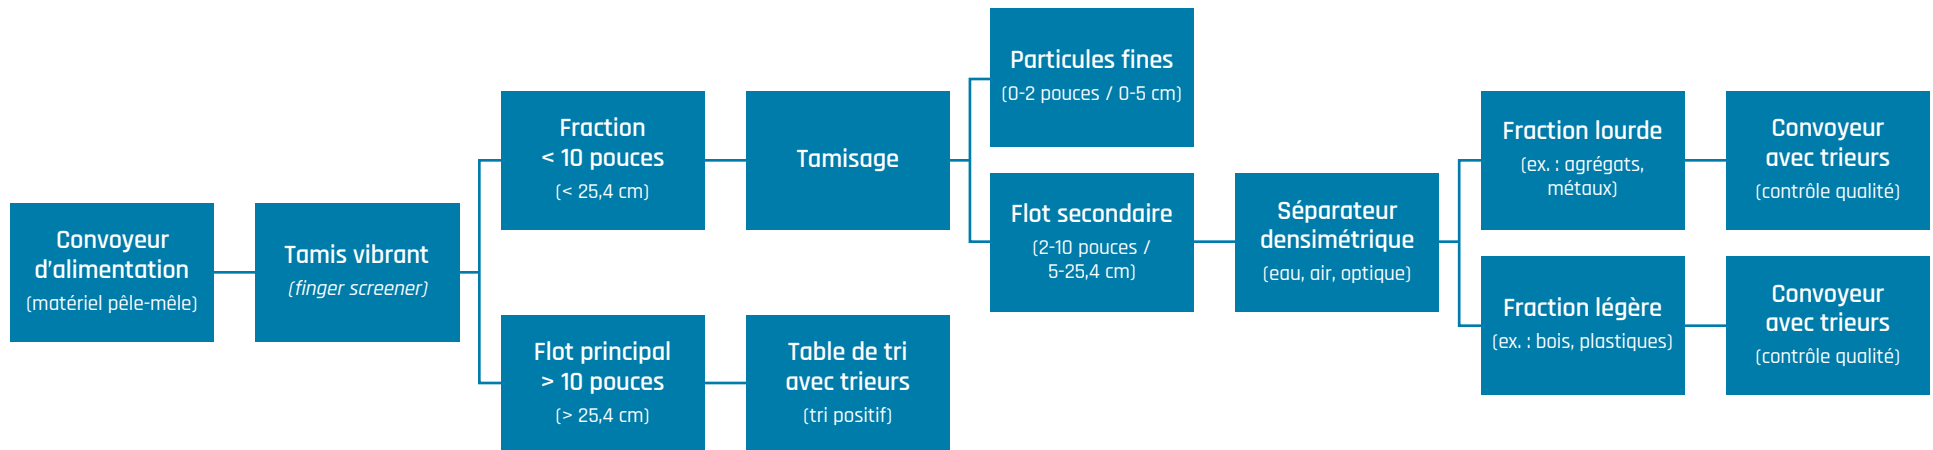 Convoyeur
d'alimentation
(matériel pêle-mêle)
Tamis vibrant
(finger screener)
Fraction
< 10 pouces
(< 25,4 cm)
Flot principal
> 10 pouces
(> 25,4 cm)
Tamisage
Table de tri
avec trieurs
(tri positif)
Particules fines
(0-2 pouces / 0-5 cm)
Flot secondaire
(2-10 pouces /
5-25,4 cm)
Séparateur
densimétrique
(eau, air, optique)
Fraction lourde
(ex. : agrégats,
métaux)
Convoyeur
avec trieurs
(contrôle qualité)
Fraction légère
(ex. : bois, plastiques)
Convoyeur
avec trieurs
(contrôle qualité)